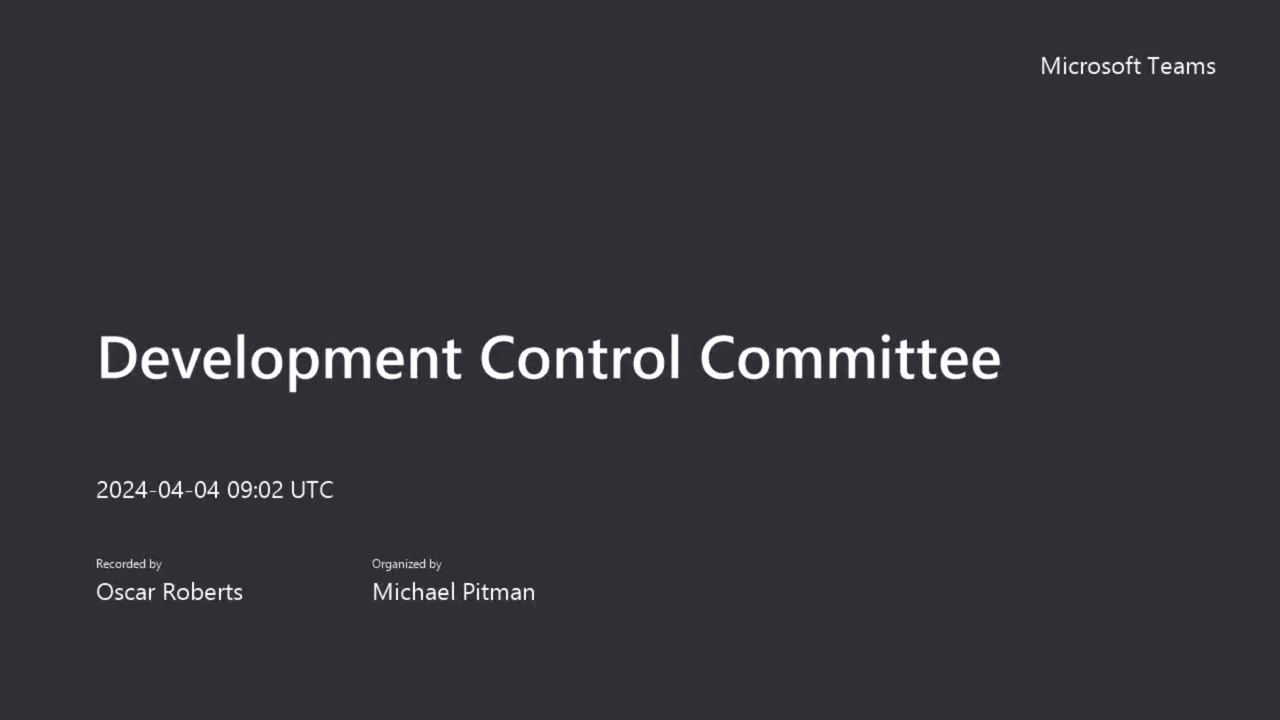 Microsoft Teams
Development Control Committee
2024-04-04 09:02 UTC
Recorded by
Oscar Roberts
Organized by
Michael Pitman